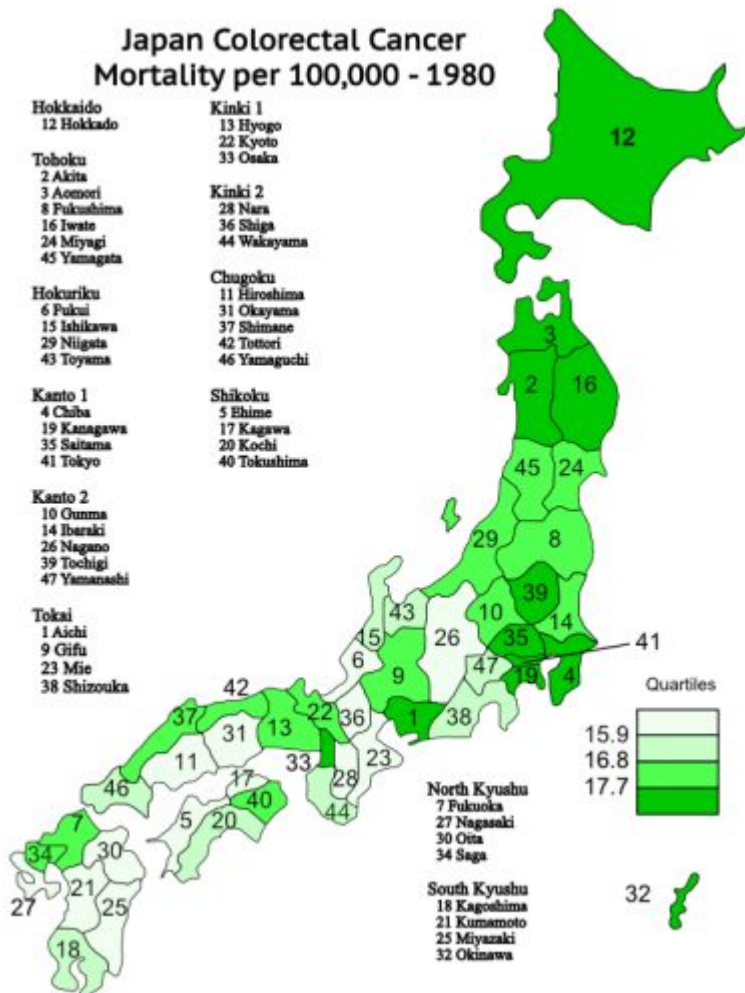 Japan Colorectal Cancer
Mortality per 100,000 - 1980
Hokkaido
12 Hokkado
Tohoku
2 Akita
3 Aomori
8 Fukushima
16 Iwate
24 Miyagi
45 Yamagata
Hokuriku
6 Fukui
15 Ishikawa
29 Niigata
43 Toyama
Kanto 1
4 Chiba
19 Kanagawa
35 Saitama
41 Tokyo
Kanto 2
10 Gunma
14 Ibaraki
26 Nagano
39 Tochigi
47 Yamanashi
Tokai
1 Aichi
9 Gifu
23 Mie
38 Shizouka
Kinki 1
13 Hyogo
22 Kyoto
33 Osaka
Kinki 2
28 Nara
36 Shiga
44 Wakayama
Chugoku
11 Hiroshima
31 Okayama
37 Shimane
42 Tottori
46 Yamaguchi
Shikoku
5 Ehime
17 Kagawa
20 Kochi
40 Tokushima
North Kyushu
7 Fukuoka
27 Nagasaki
30 Oita
34 Saga
South Kyushu
18 Kagoshima
21 Kumamoto
25 Miyazaki
32 Okinawa
Quartiles
15.9
16.8
17.7
12
3
2
16
45
24
29
8
39
43
10
14
15
26
35
41
6
47
9
19
4
42
22
36
1
38
37
13
31
33
23
11
28
17
46
40
44
7
5
20
34
30
27
21
25
32
18